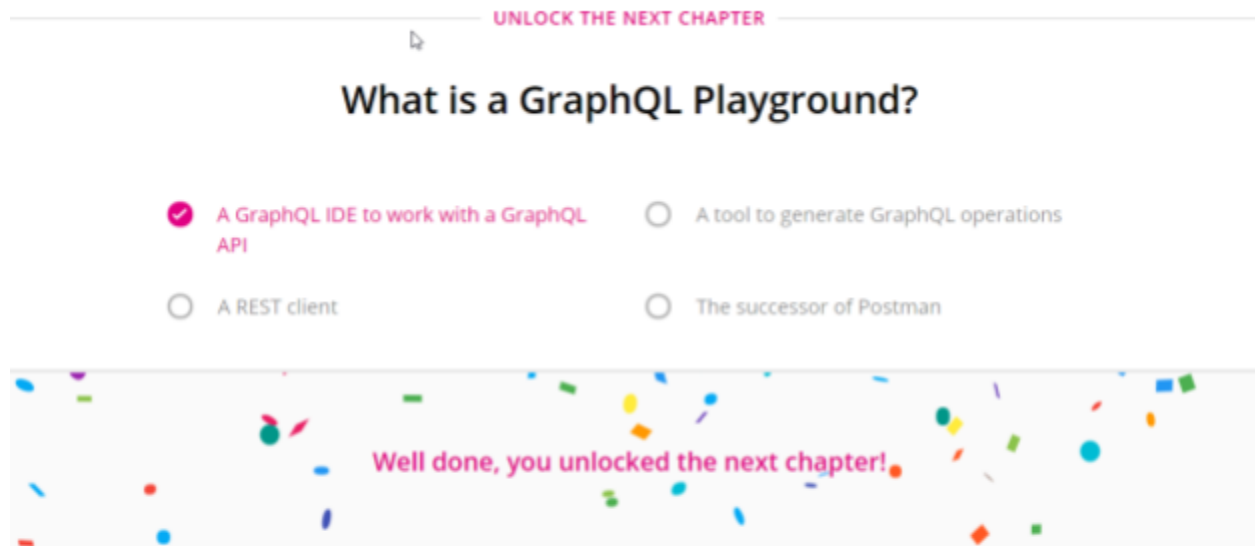 UNLOCK THE NEXT CHAPTER
What is a GraphQL Playground?
A GraphQL IDE to work with a GraphQL
API
A tool to generate GraphQL operations
A REST client
The successor of Postman
Well done, you unlocked the next chapter!